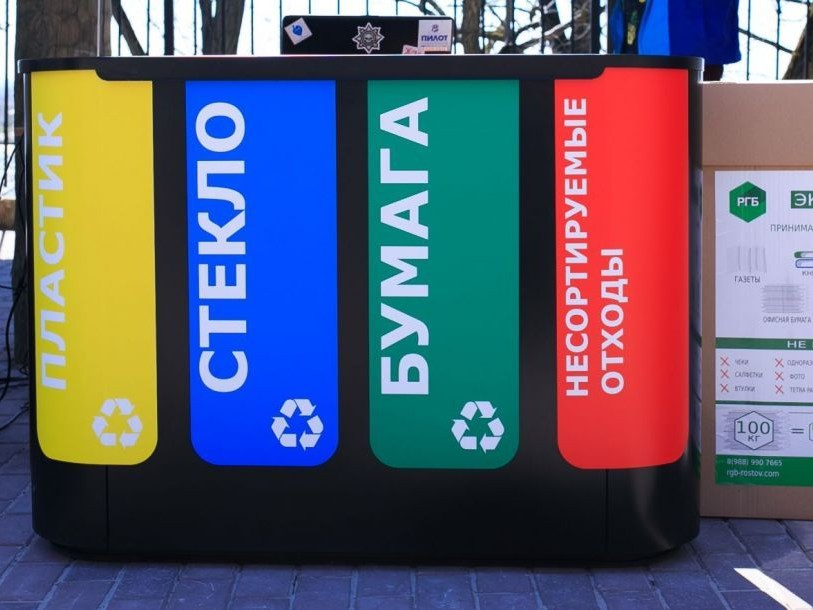 ПИЛОТ
ПЛАСТИК
СТЕКЛО
БУМАГА
НЕСОРТИРУЕМЫЕ
ОТХОДЫ
РГБ
ГАЗЕТЫ
ОФИСНАЯ БУМАГА
НЕ
ЧЕКИ
САЛФЕТКИ
ФОТО
ВТУЛКИ
100
КГ
=
8(988) 990 7665
rgb-rostov.com